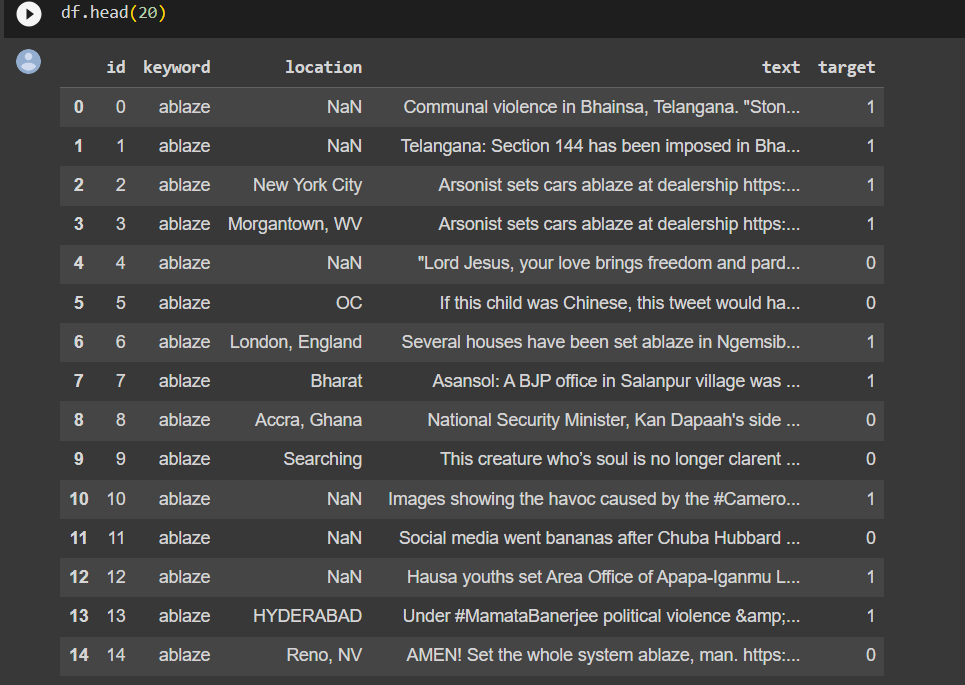 df.head(20)
id keyword location text target
0 0 ablaze NaN Communal violence in Bhainsa, Telangana. "Ston... 1
1 1 ablaze NaN Telangana: Section 144 has been imposed in Bha... 1
2 2 ablaze New York City Arsonist sets cars ablaze at dealership https:... 1
3 3 ablaze Morgantown, WV Arsonist sets cars ablaze at dealership https:... 1
4 4 ablaze NaN "Lord Jesus, your love brings freedom and pard... 0
5 5 ablaze OC If this child was Chinese, this tweet would ha... 0
6 6 ablaze London, England Several houses have been set ablaze in Ngemsib... 1
7 7 ablaze Bharat Asansol: A BJP office in Salanpur village was ... 1
8 8 ablaze Accra, Ghana National Security Minister, Kan Dapaah's side ... 0
9 9 ablaze Searching This creature who’s soul is no longer clarent ... 0
10 10 ablaze NaN Images showing the havoc caused by the #Camero... 1
11 11 ablaze NaN Social media went bananas after Chuba Hubbard ... 0
12 12 ablaze NaN Hausa youths set Area Office of Apapa-Iganmu L... 1
13 13 ablaze HYDERABAD Under #MamataBanerjee political violence &amp;... 1
14 14 ablaze Reno, NV AMEN! Set the whole system ablaze, man. https:... 0